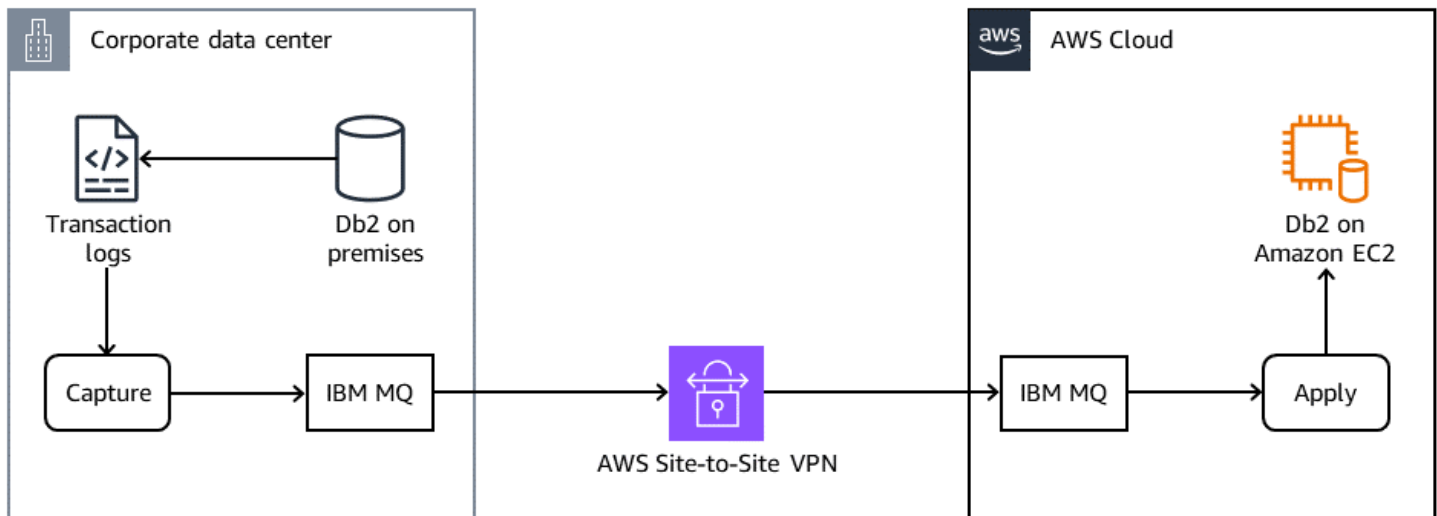 Corporate data center
aws
AWS Cloud
</>
Transaction
logs
Db2 on
premises
Db2 on
Amazon EC2
Capture
IBM MQ
AWS Site-to-Site VPN
IBM MQ
Apply